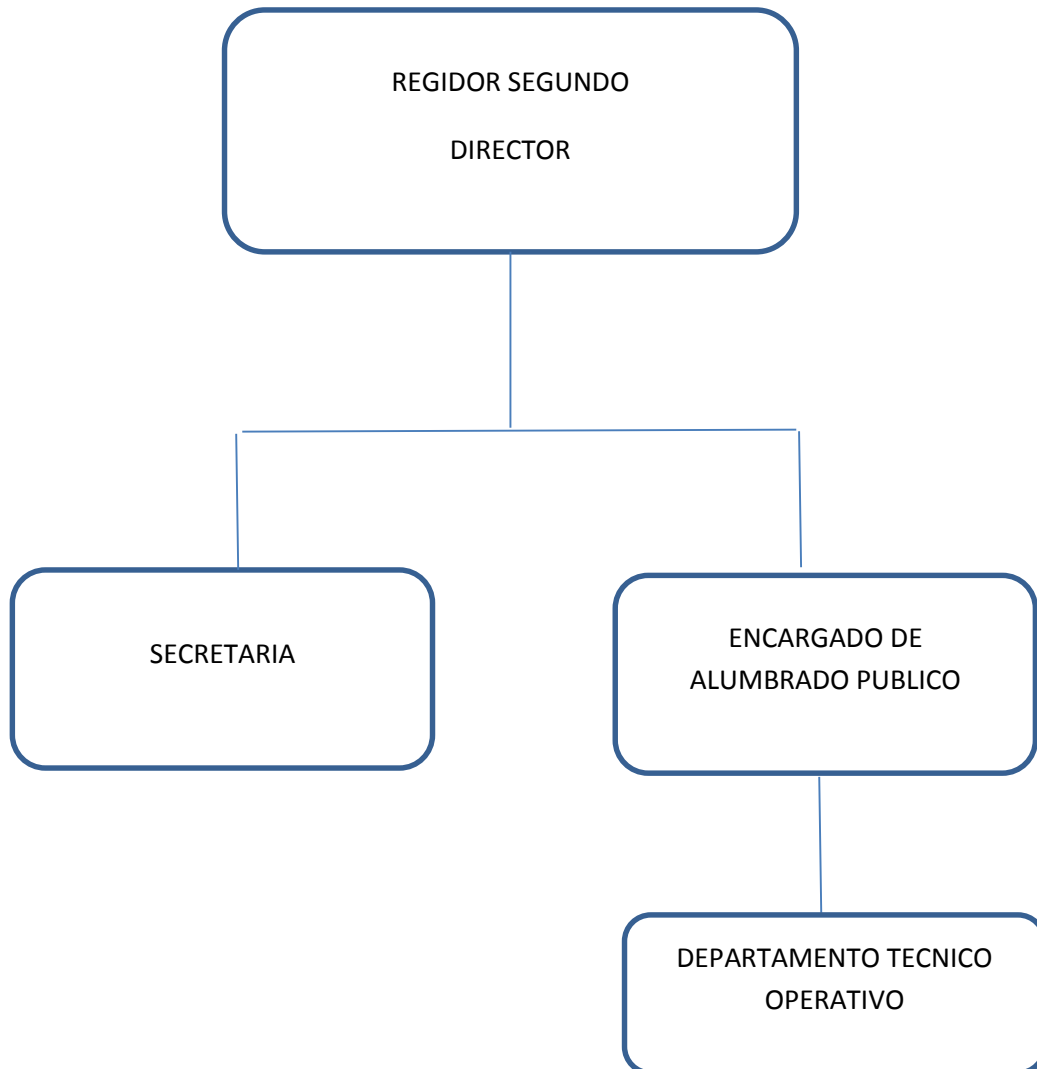 REGIDOR SEGUNDO
DIRECTOR
SECRETARIA
ENCARGADO DE
ALUMBRADO PUBLICO
DEPARTAMENTO TECNICO
OPERATIVO